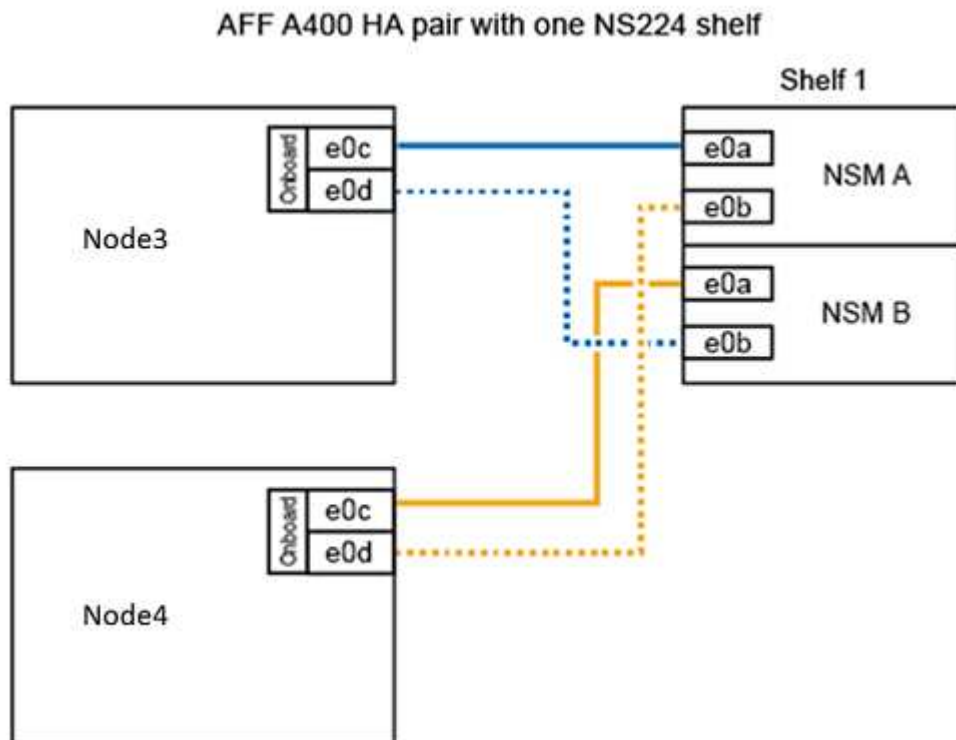 AFF A400 HA pair with one NS224 shelf
Shelf 1
Onboard
e0c
e0d
Node3
e0a
e0b
NSM A
e0a
e0b
NSM B
Onboard
e0c
e0d
Node4